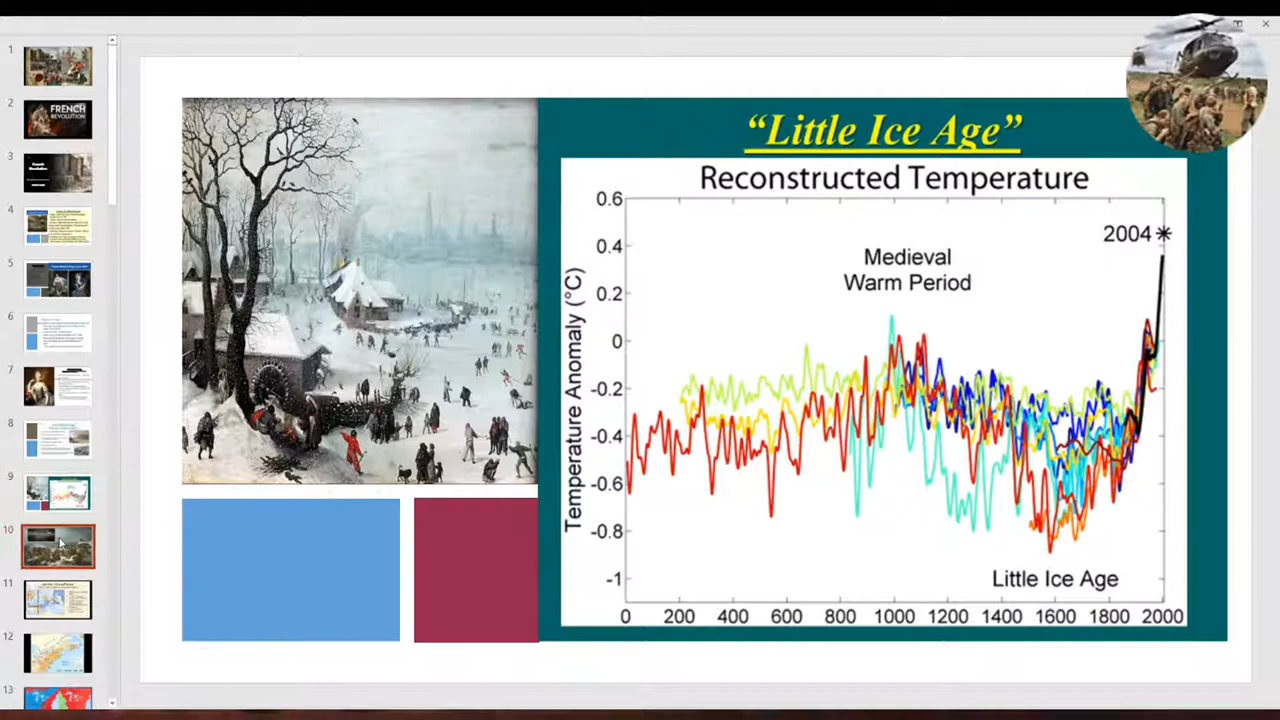 1
2
FRENCH
REVOLUTION
3
4
5
6
7
8
9
10
11
12
13
“Little Ice Age”
Reconstructed Temperature
0.6
0.4
0.2
0
-0.2
-0.4
-0.6
-0.8
-1
Temperature Anomaly (°C)
2004
Medieval
Warm Period
Little Ice Age
0 200 400 600 800 1000 1200 1400 1600 1800 2000